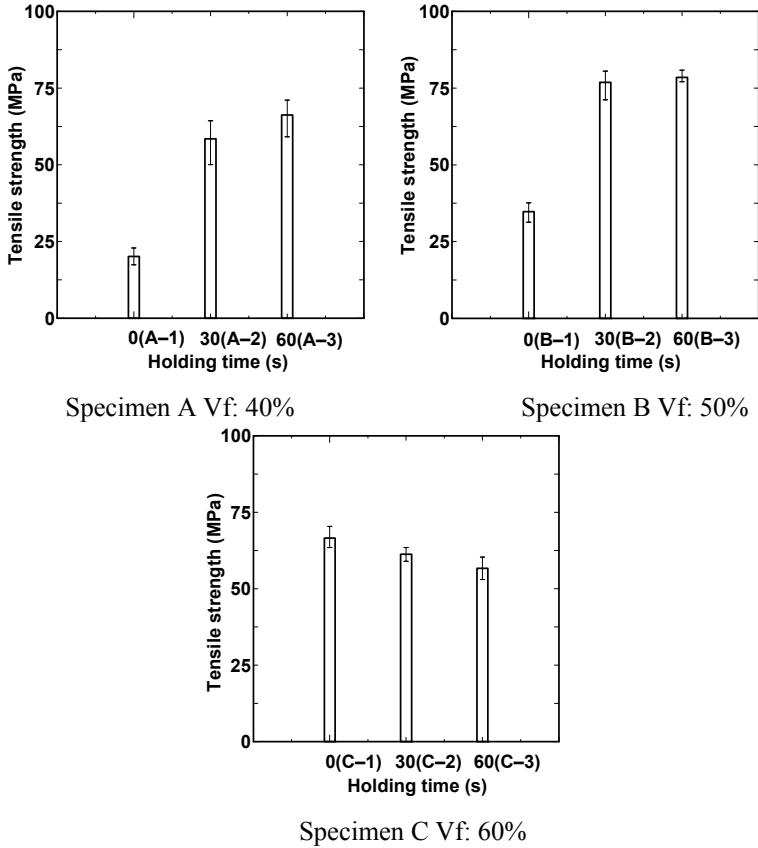 100
75
50
25
0
Tensile strength (MPa)
0(A–1) 30(A–2) 60(A–3)
Holding time (s)
Specimen A Vf: 40%
100
75
50
25
0
Tensile strength (MPa)
0(B–1) 30(B–2) 60(B–3)
Holding time (s)
Specimen B Vf: 50%
100
75
50
25
0
Tensile strength (MPa)
0(C–1) 30(C–2) 60(C–3)
Holding time (s)
Specimen C Vf: 60%